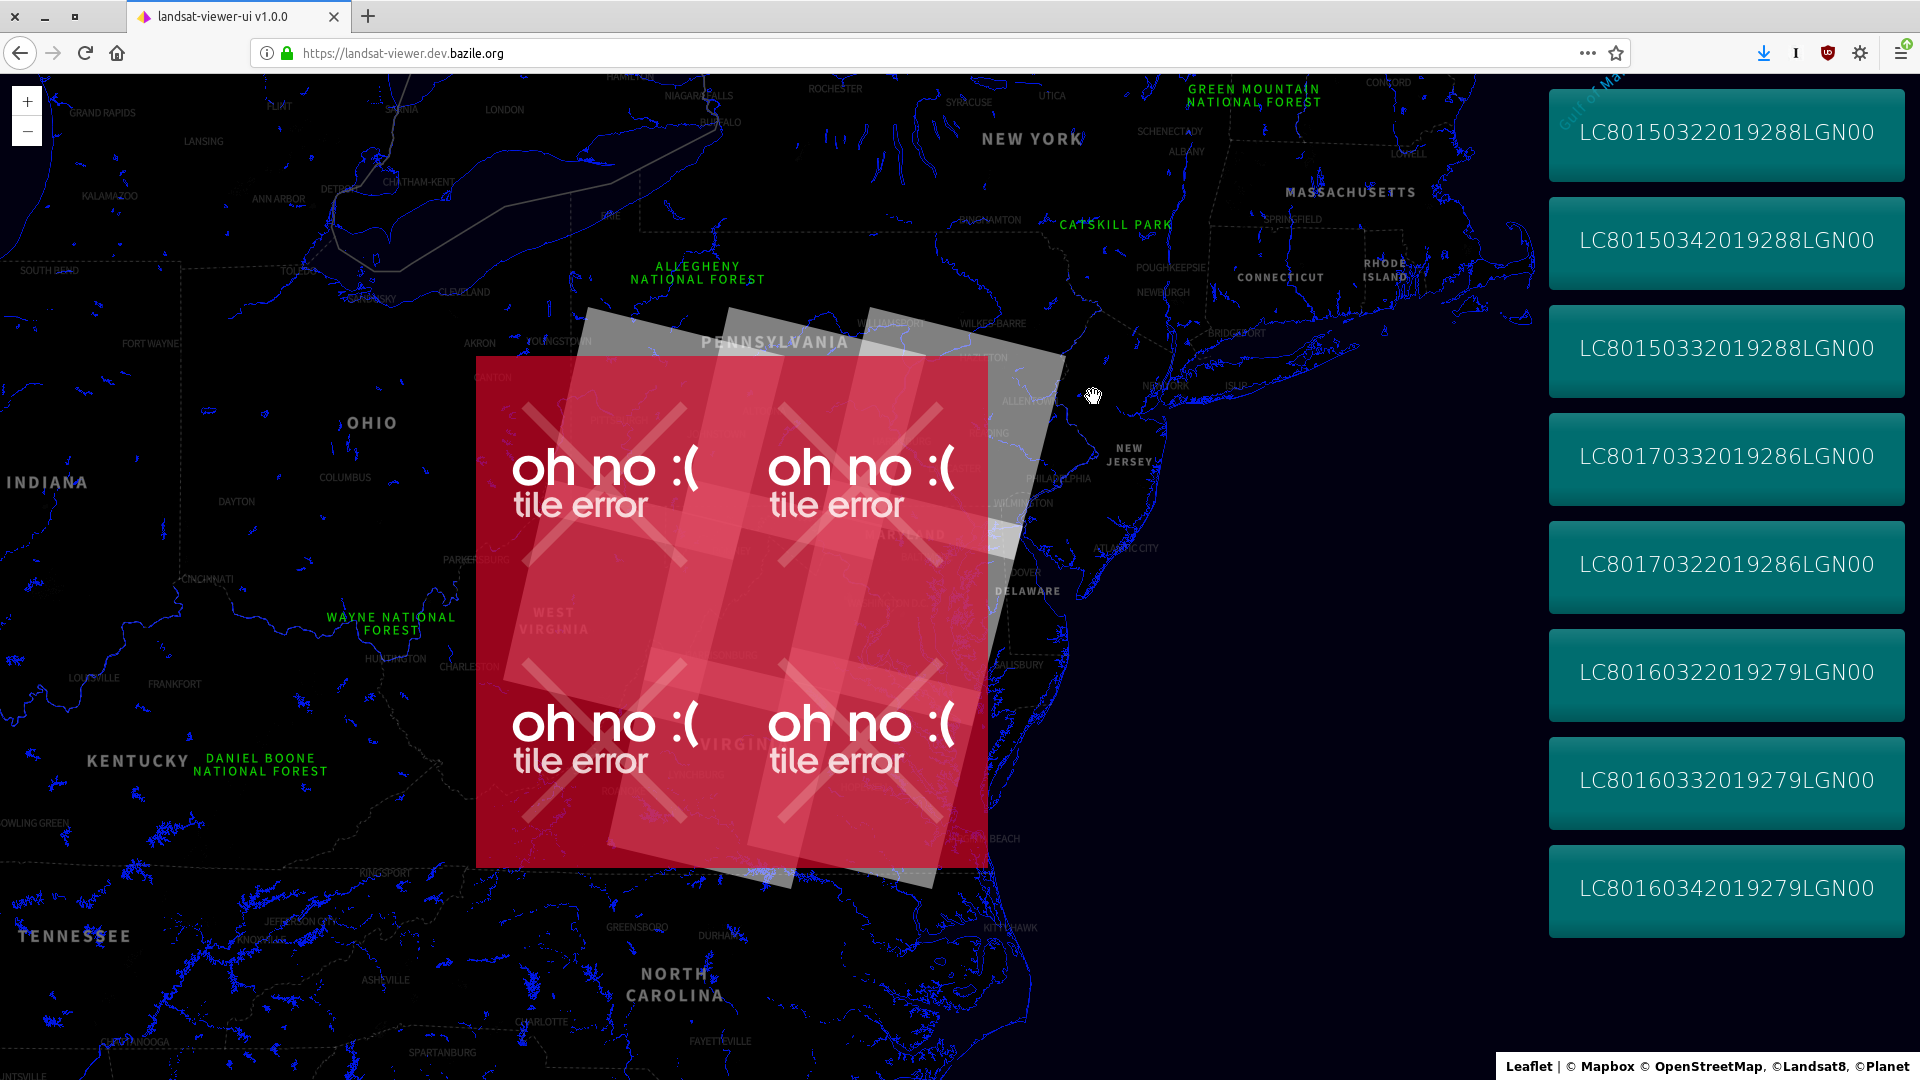 landsat-viewer-ui v1.0.0
https://landsat-viewer.dev.bazile.org
+
−
GRAND RAPIDS
FLINT
SARNIA
LONDON
HAMILTON
NIAGARA FALLS
BUFFALO
ROCHESTER
SYRACUSE
UTICA
GREEN MOUNTAIN
NATIONAL FOREST
CONCORD
LANSING
NEW YORK
SCHENECTADY
ALBANY
LOWELL
KALAMAZOO
ANN ARBOR
DETROIT
CHATHAM-KENT
MASSACHUSETTS
ERIE
BINGHAMTON
CATSKILL PARK
SPRINGFIELD
SOUTH BEND
TOLEDO
ALLEGHENY
NATIONAL FOREST
POUGHKEEPSIE
CONNECTICUT
RHODE
ISLAND
SANDUSKY
CLEVELAND
NEWBURGH
FORT WAYNE
AKRON
YOUNGSTOWN
PENNSYLVANIA
WILLIAMSPORT
WILKES-BARRE
BRIDGEPORT
CANTON
HAZLETON
NEW YORK
ISLIP
ALLENTOWN
OHIO
READING
NEW
JERSEY
oh no :(
tile error
oh no :(
tile error
INDIANA
COLUMBUS
DAYTON
PHILADELPHIA
WILMINGTON
MARYLAND
ATLANTIC CITY
PARKERSBURG
CINCINNATI
DOVER
DELAWARE
WAYNE NATIONAL
FOREST
WEST
VIRGINIA
HUNTINGTON
CHARLESTON
SALISBURY
LOUISVILLE
FRANKFORT
oh no :(
tile error
oh no :(
tile error
VIRGIN
KENTUCKY
DANIEL BOONE
NATIONAL FOREST
OWLING GREEN
BEACH
KINGSPORT
TENNESSEE
JEFFERSON CITY
KNOXVILLE
GREENSBORO
DURHAM
KITTY HAWK
ASHEVILLE
NORTH
CAROLINA
CHARLOTTE
CHATTANOOGA
SPARTANBURG
FAYETTEVILLE
NTSVILLE
Gulf of Ma
LC80150322019288LGN00
LC80150342019288LGN00
LC80150332019288LGN00
LC80170332019286LGN00
LC80170322019286LGN00
LC80160322019279LGN00
LC80160332019279LGN00
LC80160342019279LGN00
Leaflet | © Mapbox © OpenStreetMap, ©Landsat8, ©Planet